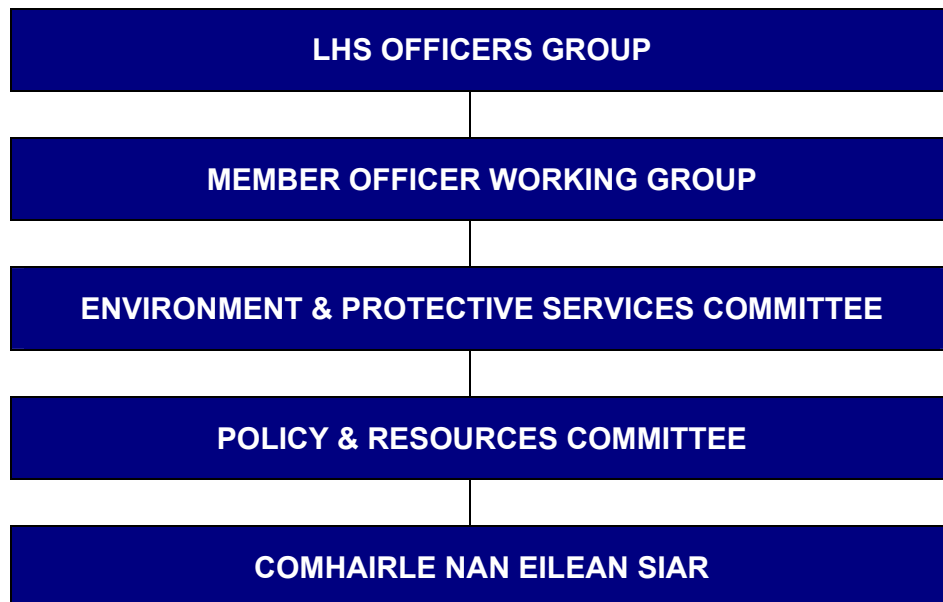 LHS OFFICERS GROUP
MEMBER OFFICER WORKING GROUP
ENVIRONMENT & PROTECTIVE SERVICES COMMITTEE
POLICY & RESOURCES COMMITTEE
COMHAIRLE NAN EILEAN SIAR